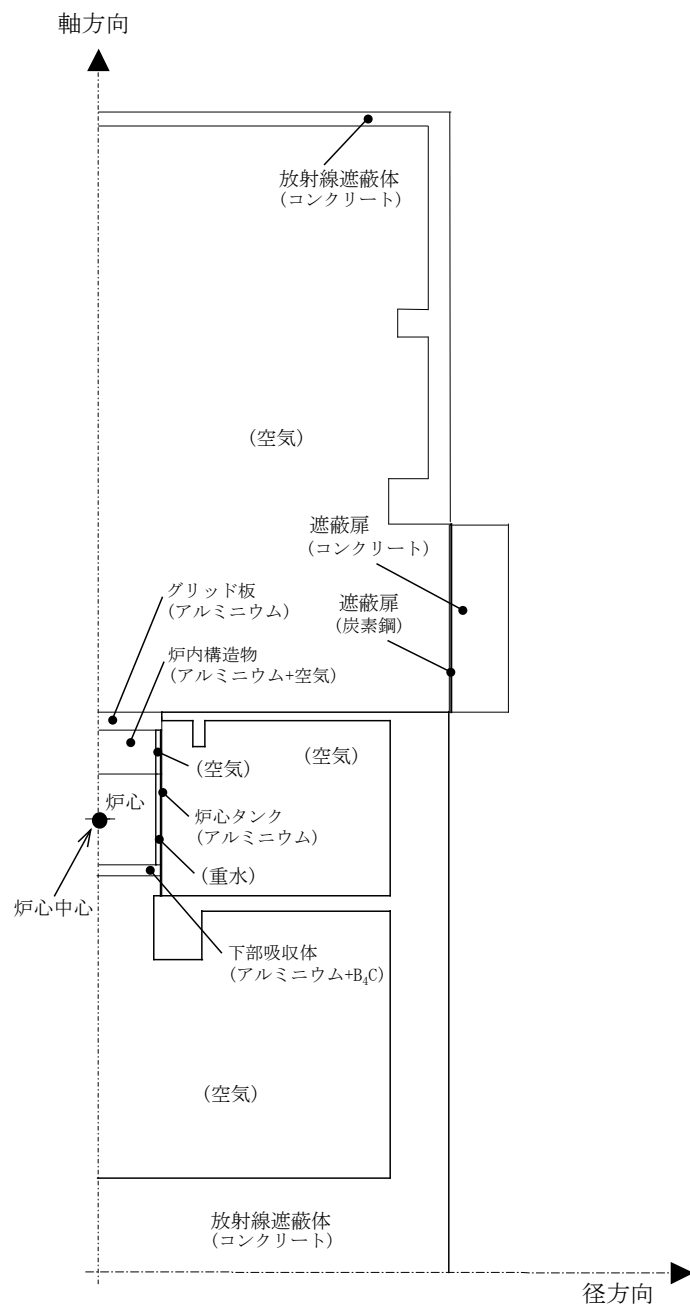 軸方向
放射線遮蔽体
(コンクリート)
(空気)
遮蔽扉
(コンクリート)
グリッド板
(アルミニウム)
遮蔽扉
(炭素鋼)
炉内構造物
(アルミニウム+空気)
(空気)
(空気)
炉心
炉心タンク
(アルミニウム)
(重水)
炉心中心
下部吸収体
(アルミニウム+B₄C)
(空気)
放射線遮蔽体
(コンクリート)
径方向